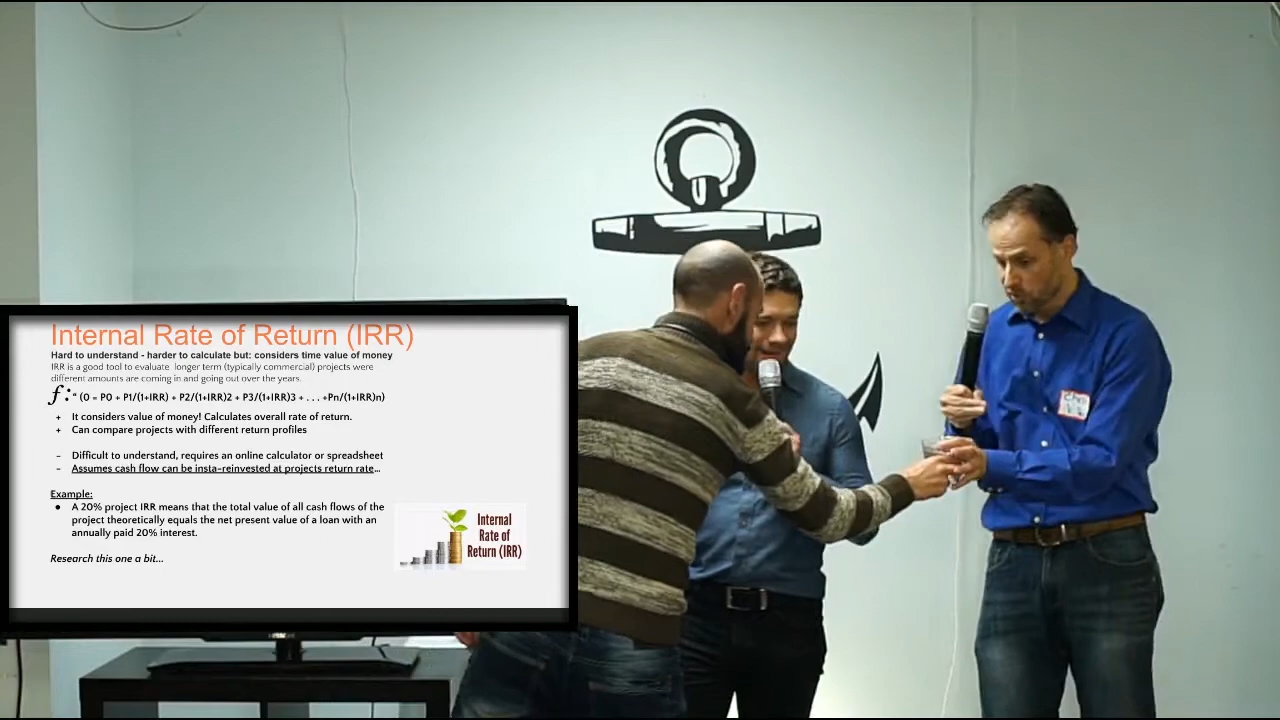 Internal Rate of Return (IRR)
Hard to understand - harder to calculate but: considers time value of money
IRR is a good tool to evaluate longer term (typically commercial) projects were
different amounts are coming in and going out over the years.
f: " (0 = P0 + P1/(1+IRR) + P2/(1+IRR)2 + P3/(1+IRR)3 + . . . +Pn/(1+IRR)n)
+ It considers value of money! Calculates overall rate of return.
+ Can compare projects with different return profiles
- Difficult to understand, requires an online calculator or spreadsheet
- Assumes cash flow can be insta-reinvested at projects return rate...
Example:
● A 20% project IRR means that the total value of all cash flows of the
project theoretically equals the net present value of a loan with an
annually paid 20% interest.
Research this one a bit...
Internal
Rate of
Return (IRR)